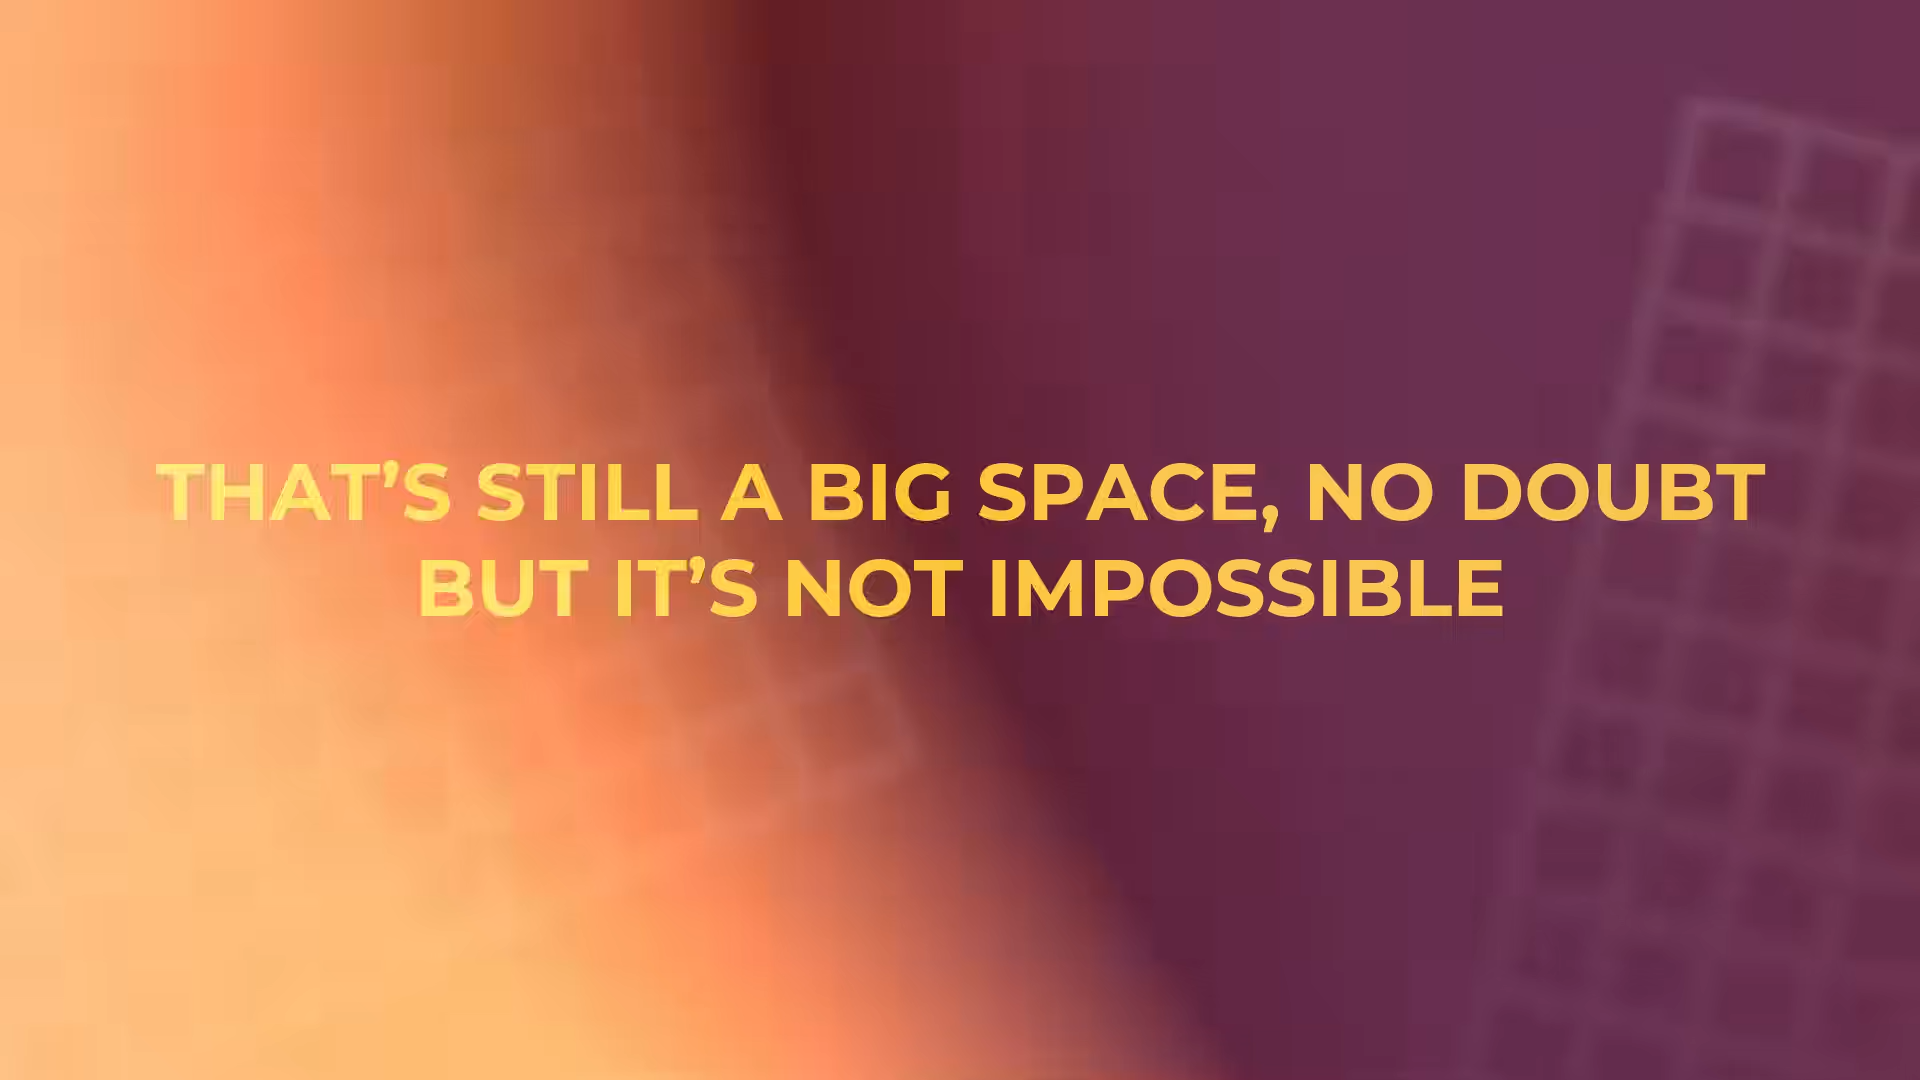 THAT’S STILL A BIG SPACE, NO DOUBT
BUT IT’S NOT IMPOSSIBLE